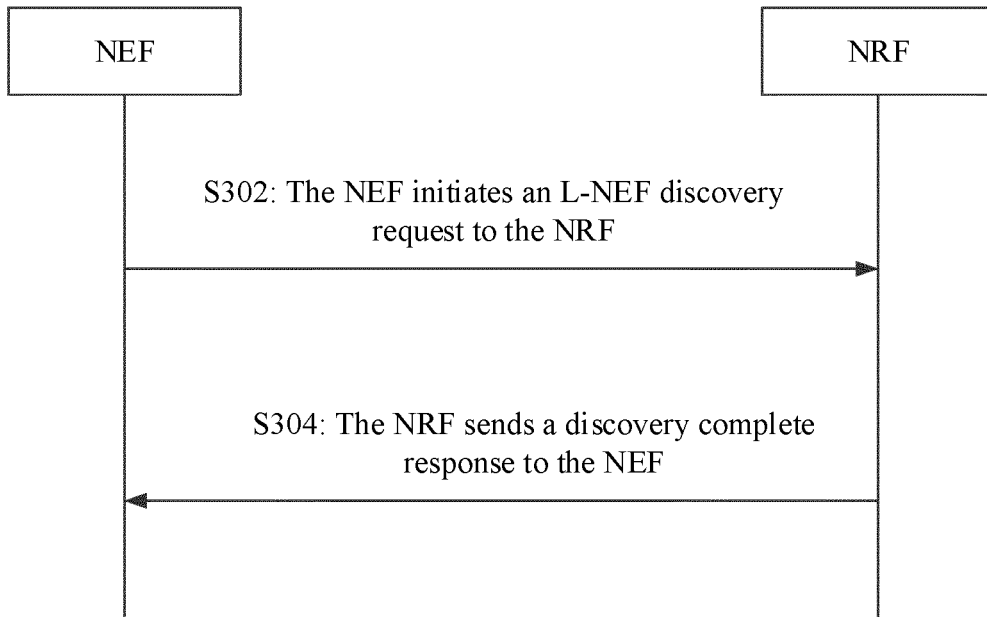 NEF
NRF
S302: The NEF initiates an L-NEF discovery
request to the NRF
S304: The NRF sends a discovery complete
response to the NEF